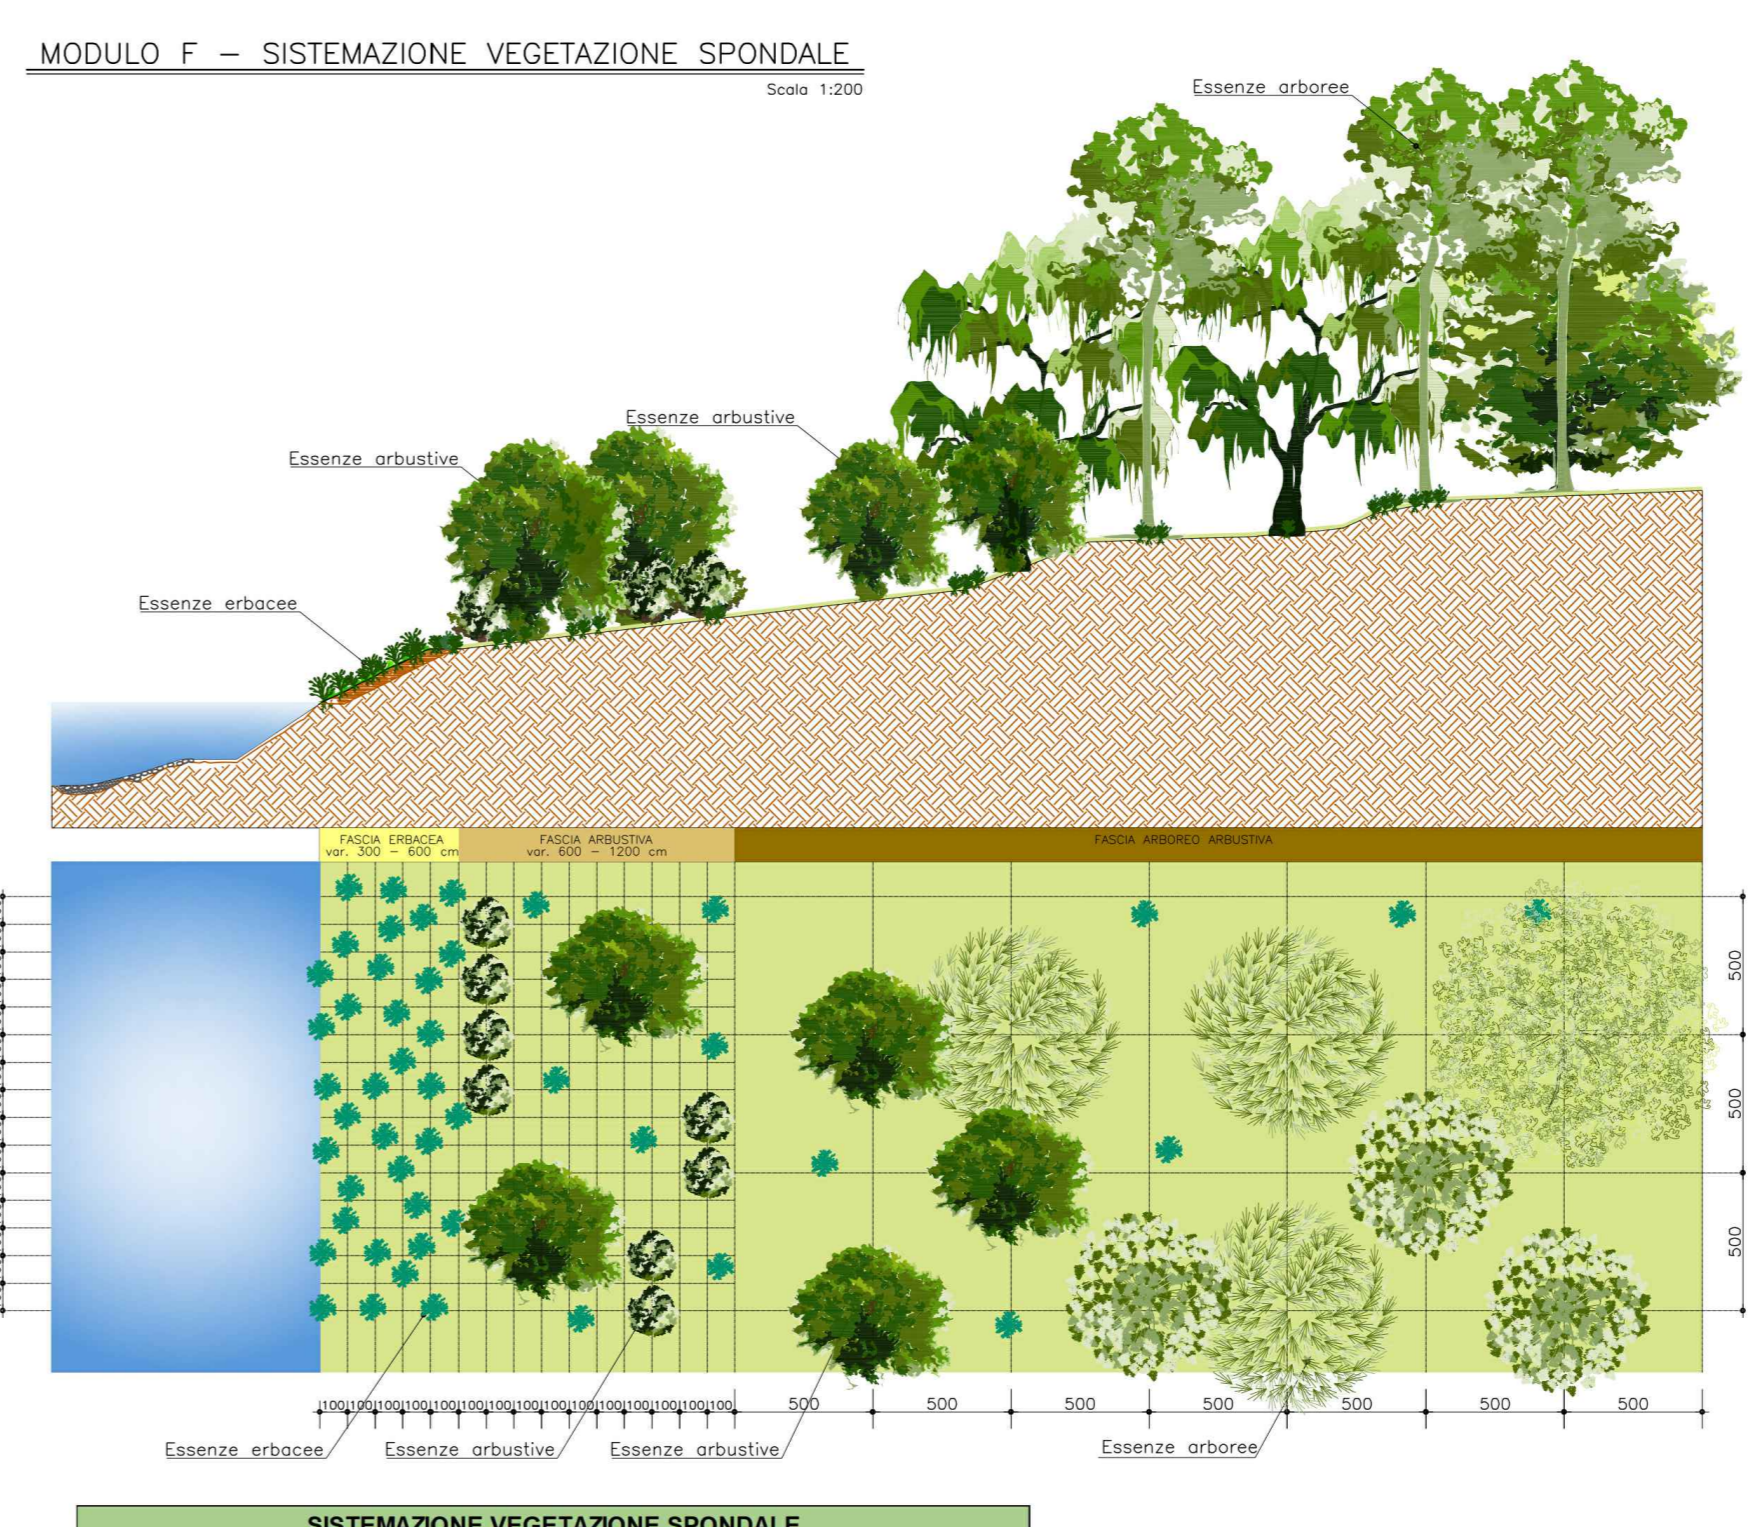 MODULO F – SISTEMAZIONE VEGETAZIONE SPONDALE
Scala 1:200
Essenze arboree
Essenze arbustive
Essenze arbustive
Essenze erbacee
FASCIA ERBACEA
var. 300 – 600 cm
FASCIA ARBUSTIVA
var. 600 – 1200 cm
FASCIA ARBOREO ARBUSTIVA
500
500
500
100 100 100 100 100 100 100 100 100 100 100 100 100 100 100 500 500 500 500 500 500 500
Essenze erbacee
Essenze arbustive
Essenze arbustive
Essenze arboree
SISTEMAZIONE VEGETAZIONE SPONDALE